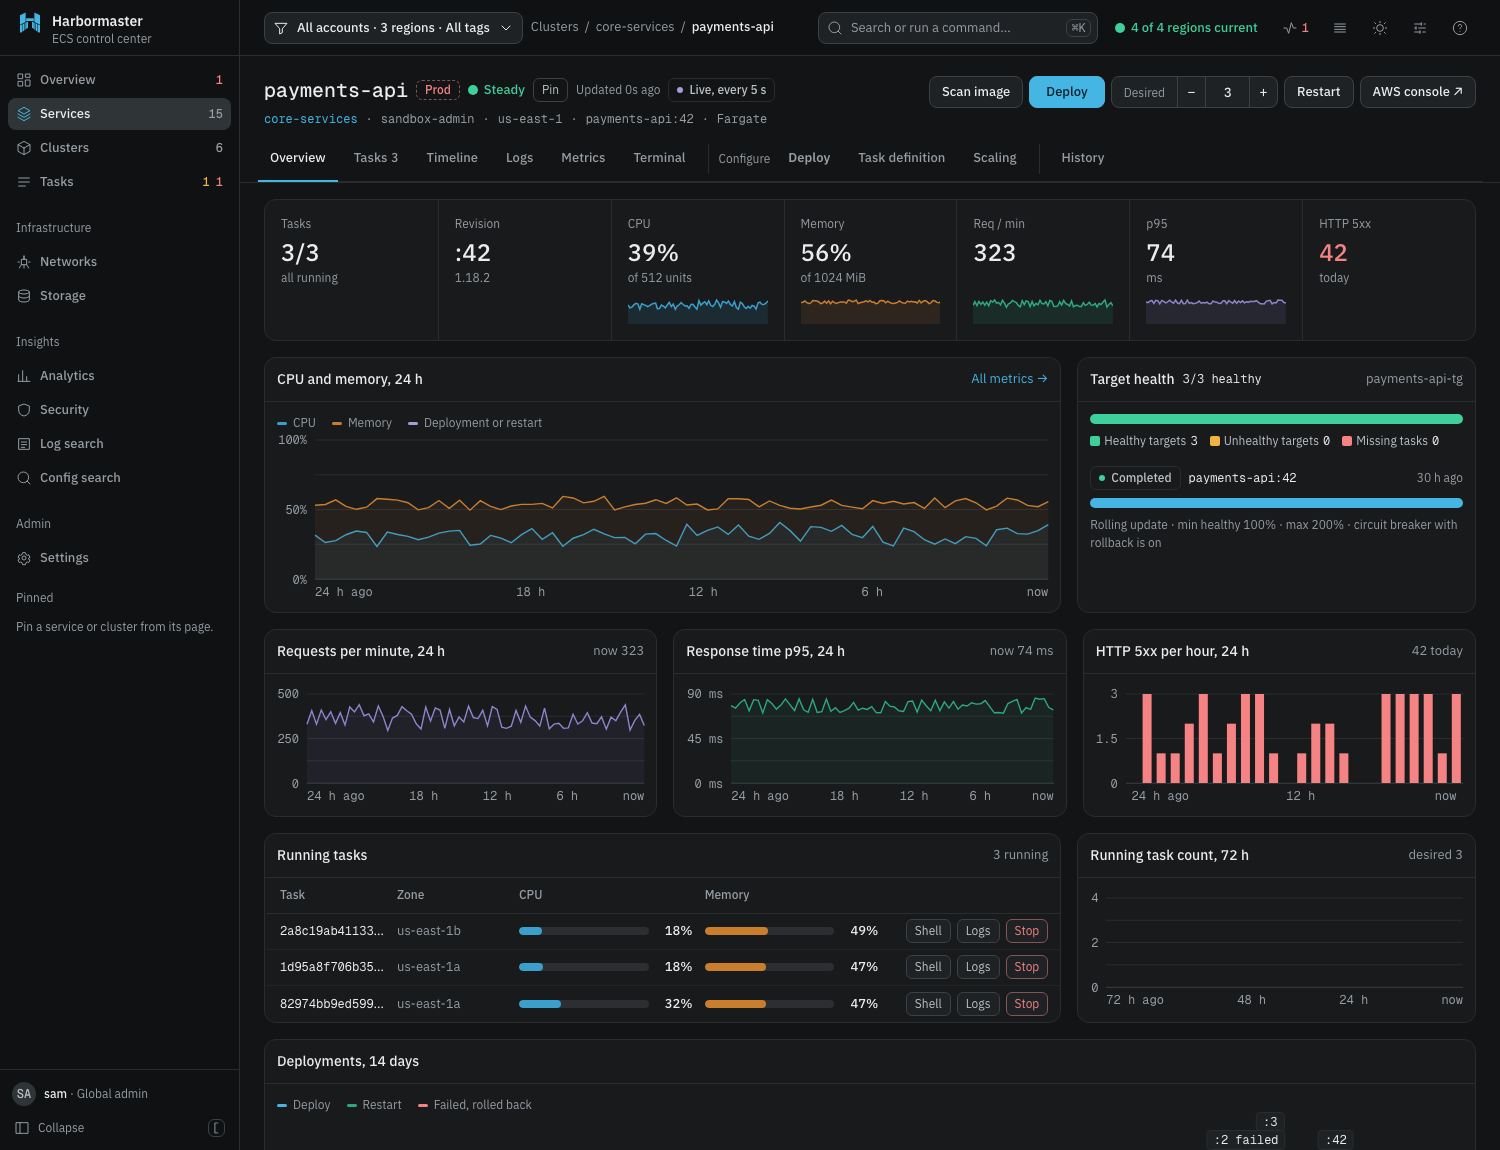 Harbormaster
ECS control center
Overview 1
Services 15
Clusters 6
Tasks 1 1
Infrastructure
Networks
Storage
Insights
Analytics
Security
Log search
Config search
Admin
Settings
Pinned
Pin a service or cluster from its page.
SA sam · Global admin
Collapse [
All accounts · 3 regions · All tags
Clusters / core-services / payments-api
Search or run a command... ⌘K
4 of 4 regions current
1
payments-api Prod Steady Pin Updated 0s ago Live, every 5 s
Scan image Deploy Desired − 3 + Restart AWS console ↗
core-services · sandbox-admin · us-east-1 · payments-api:42 · Fargate
Overview Tasks 3 Timeline Logs Metrics Terminal Configure Deploy Task definition Scaling History
Tasks
3/3
all running
Revision
:42
1.18.2
CPU
39%
of 512 units
Memory
56%
of 1024 MiB
Req / min
323
p95
74
ms
HTTP 5xx
42
today
CPU and memory, 24 h All metrics →
CPU Memory Deployment or restart
100%
50%
0%
24 h ago 18 h 12 h 6 h now
Target health 3/3 healthy payments-api-tg
Healthy targets 3 Unhealthy targets 0 Missing tasks 0
Completed payments-api:42 30 h ago
Rolling update · min healthy 100% · max 200% · circuit breaker with
rollback is on
Requests per minute, 24 h now 323
500
250
0
24 h ago 18 h 12 h 6 h now
Response time p95, 24 h now 74 ms
90 ms
45 ms
0 ms
24 h ago 18 h 12 h 6 h now
HTTP 5xx per hour, 24 h 42 today
3
1.5
0
24 h ago 12 h now
Running tasks 3 running
Task Zone CPU Memory
2a8c19ab41133… us-east-1b 18% 49% Shell Logs Stop
1d95a8f706b35… us-east-1a 18% 47% Shell Logs Stop
82974bb9ed599… us-east-1a 32% 47% Shell Logs Stop
Running task count, 72 h desired 3
4
2
0
72 h ago 48 h 24 h now
Deployments, 14 days
Deploy Restart Failed, rolled back
:3
:2 failed :42